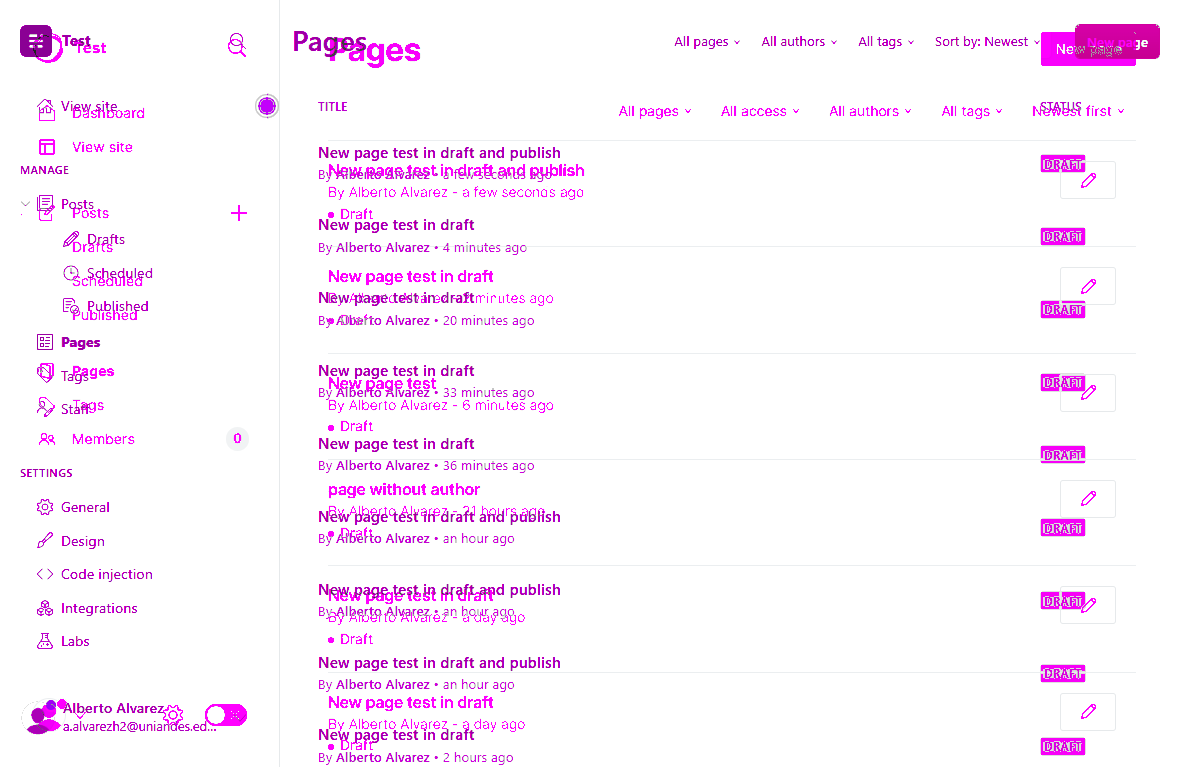 Test
Test
Pages
Pages
All pages
All authors
All tags
Sort by: Newest
New page
New page
View site
Dashboard
TITLE
STATUS
All pages
All access
All authors
All tags
Newest first
View site
MANAGE
New page test in draft and publish
By Alberto Alvarez • a few seconds ago
DRAFT
New page test in draft and publish
By Alberto Alvarez - a few seconds ago
Draft
Posts
Posts
New page test in draft
By Alberto Alvarez • 4 minutes ago
DRAFT
Drafts
Drafts
Scheduled
Scheduled
New page test in draft
By Alberto Alvarez - 2 minutes ago
Draft
Published
Published
New page test in draft
By Alberto Alvarez • 20 minutes ago
DRAFT
Pages
Pages
Tags
New page test in draft
By Alberto Alvarez • 33 minutes ago
DRAFT
New page test
By Alberto Alvarez - 6 minutes ago
Draft
Staff
Tags
Members
0
New page test in draft
By Alberto Alvarez • 36 minutes ago
DRAFT
SETTINGS
page without author
By Alberto Alvarez - 21 hours ago
Draft
General
New page test in draft and publish
By Alberto Alvarez • an hour ago
DRAFT
Design
Code injection
New page test in draft and publish
By Alberto Alvarez • an hour ago
DRAFT
New page test in draft
By Alberto Alvarez - a day ago
Draft
Integrations
Labs
New page test in draft and publish
By Alberto Alvarez • an hour ago
DRAFT
New page test in draft
By Alberto Alvarez - a day ago
Draft
Alberto Alvarez
a.alvarezh2@uniandes.ed...
New page test in draft
By Alberto Alvarez • 2 hours ago
DRAFT